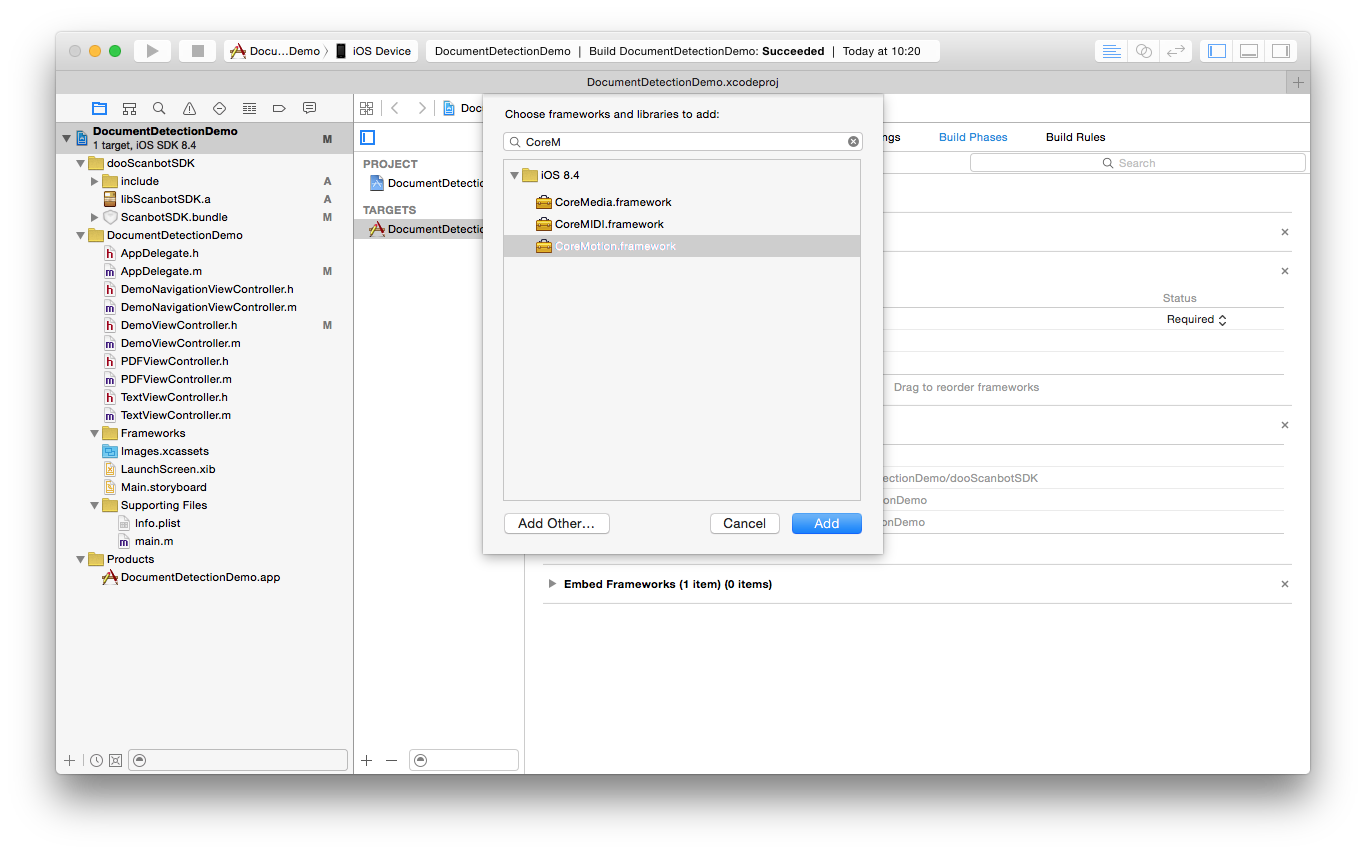 Docu...Demo 〉 iOS Device
DocumentDetectionDemo | Build DocumentDetectionDemo: Succeeded | Today at 10:20
DocumentDetectionDemo.xcodeproj
DocumentDetectionDemo
1 target, iOS SDK 8.4
M
dooScanbotSDK
include A
libScanbotSDK.a A
ScanbotSDK.bundle M
DocumentDetectionDemo
h AppDelegate.h
m AppDelegate.m M
h DemoNavigationViewController.h
m DemoNavigationViewController.m
h DemoViewController.h M
m DemoViewController.m
h PDFViewController.h
m PDFViewController.m
h TextViewController.h
m TextViewController.m
Frameworks
Images.xcassets
LaunchScreen.xib
Main.storyboard
Supporting Files
Info.plist
m main.m
Products
DocumentDetectionDemo.app
Doc
PROJECT
DocumentDetectic
TARGETS
DocumentDetectic
Choose frameworks and libraries to add:
CoreM
iOS 8.4
CoreMedia.framework
CoreMIDI.framework
CoreMotion.framework
Add Other...
Cancel
Add
ngs Build Phases Build Rules
Search
Status
Required
Drag to reorder frameworks
ectionDemo/dooScanbotSDK
onDemo
onDemo
Embed Frameworks (1 item) (0 items)